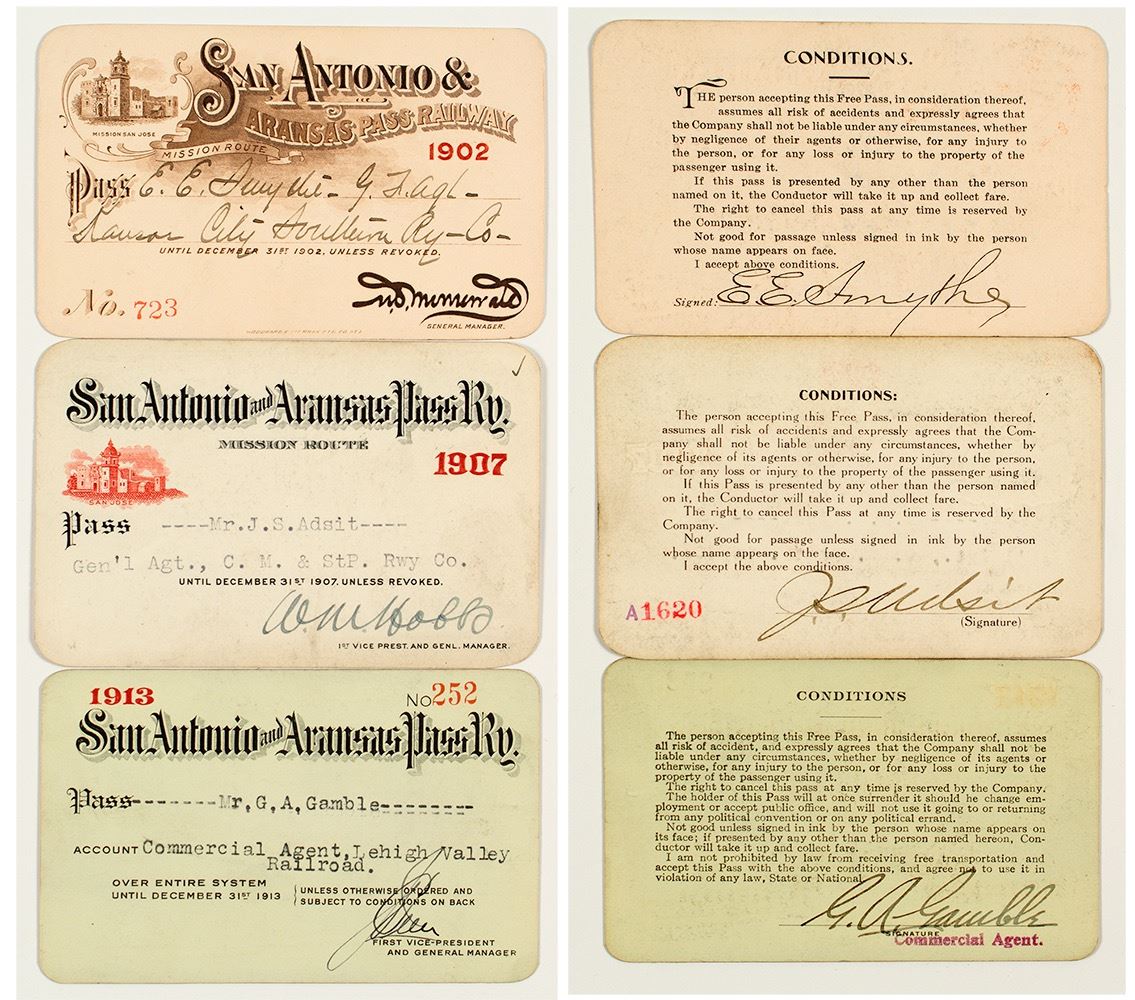 SAN ANTONIO &
ARANSAS PASS RAILWAY
MISSION SAN JOSE
MISSION ROUTE
1902
Pass E. E. Smythe - G. F. Agt -
Kansas City Southern Ry - Co -
UNTIL DECEMBER 31ST 1902, UNLESS REVOKED.
No. 723
GENERAL MANAGER.
San Antonio and Aransas Pass Ry.
MISSION ROUTE
1907
SAN JOSE
Pass ----Mr.J.S.Adsit----
Gen'l Agt., C. M. & StP. Rwy Co.
UNTIL DECEMBER 31ST 1907, UNLESS REVOKED.
W. M. Hobbs
1ST VICE PREST. AND GENL. MANAGER.
1913
No 252
San Antonio and Aransas Pass Ry.
Pass-------Mr,G,A,Gamble--------
ACCOUNT Commercial Agent,Lehigh Valley
Railroad.
OVER ENTIRE SYSTEM
UNTIL DECEMBER 31ST 1913
UNLESS OTHERWISE ORDERED AND
SUBJECT TO CONDITIONS ON BACK
FIRST VICE-PRESIDENT
AND GENERAL MANAGER
CONDITIONS.
THE person accepting this Free Pass, in consideration thereof,
assumes all risk of accidents and expressly agrees that
the Company shall not be liable under any circumstances, whether
by negligence of their agents or otherwise, for any injury to
the person, or for any loss or injury to the property of the
passenger using it.
If this pass is presented by any other than the person
named on it, the Conductor will take it up and collect fare.
The right to cancel this pass at any time is reserved by
the Company.
Not good for passage unless signed in ink by the person
whose name appears on face.
I accept above conditions.
Signed: E. E. Smythe
CONDITIONS:
The person accepting this Free Pass, in consideration thereof,
assumes all risk of accidents and expressly agrees that the Com-
pany shall not be liable under any circumstances, whether by
negligence of its agents or otherwise, for any injury to the person,
or for any loss or injury to the property of the passenger using it.
If this Pass is presented by any other than the person named
on it, the Conductor will take it up and collect fare.
The right to cancel this Pass at any time is reserved by the
Company.
Not good for passage unless signed in ink by the person
whose name appears on the face.
I accept the above conditions.
A1620
J. S. Adsit
(Signature)
CONDITIONS
The person accepting this Free Pass, in consideration thereof, assumes
all risk of accident, and expressly agrees that the Company shall not be
liable under any circumstances, whether by negligence of its agents or
otherwise, for any injury to the person, or for any loss or injury to the
property of the passenger using it.
The right to cancel this pass at any time is reserved by the Company.
The holder of this Pass will at once surrender it should he change em-
ployment or accept public office, and will not use it going to or returning
from any political convention or on any political errand.
Not good unless signed in ink by the person whose name appears on
its face; if presented by any other than the person named hereon, Con-
ductor will take it up and collect fare.
I am not prohibited by law from receiving free transportation and
accept this Pass with the above conditions, and agree not to use it in
violation of any law, State or National.
G. A. Gamble
SIGNATURE
Commercial Agent.